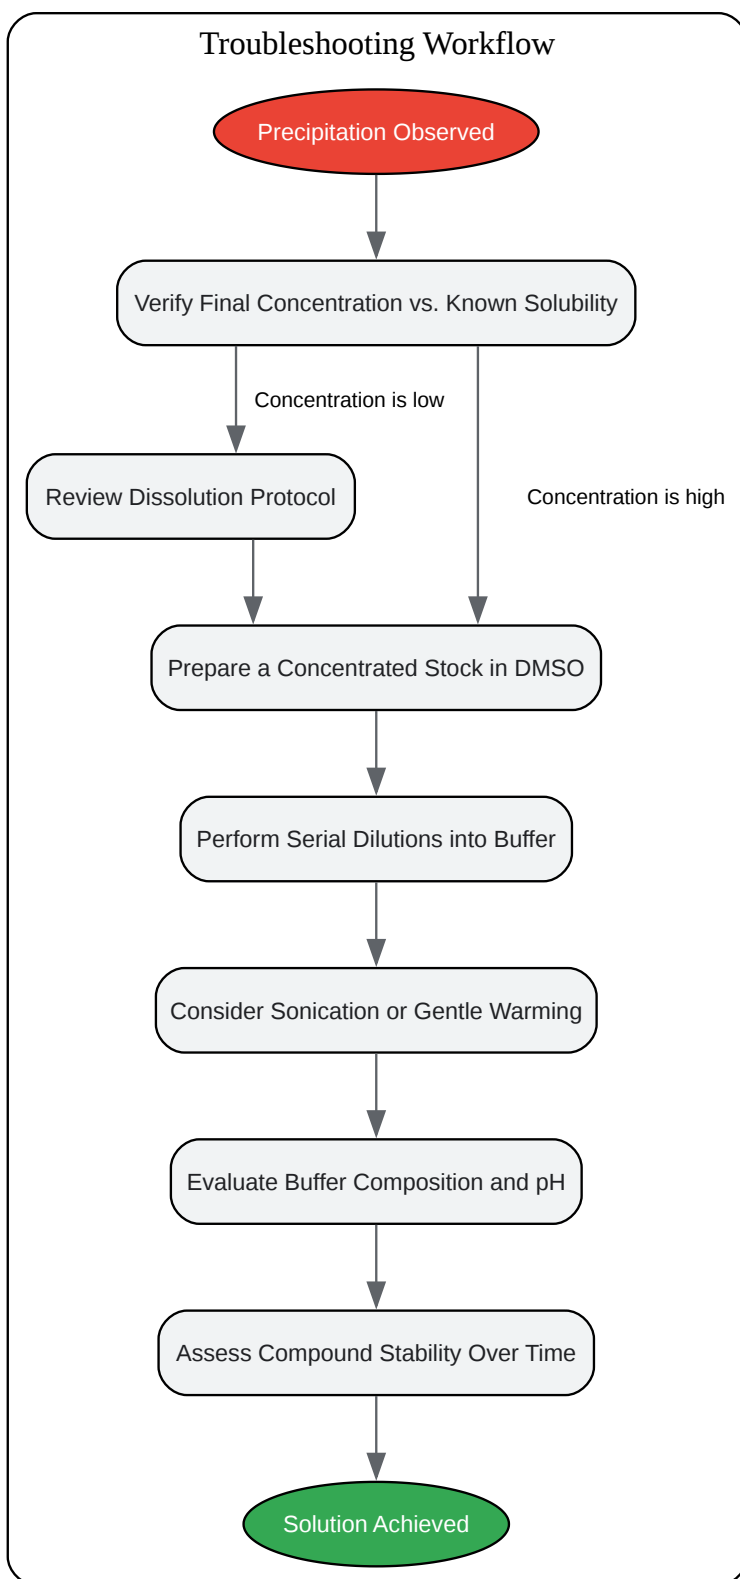 Troubleshooting Workflow
Precipitation Observed
Verify Final Concentration vs. Known Solubility
Concentration is low
Review Dissolution Protocol
Concentration is high
Prepare a Concentrated Stock in DMSO
Perform Serial Dilutions into Buffer
Consider Sonication or Gentle Warming
Evaluate Buffer Composition and pH
Assess Compound Stability Over Time
Solution Achieved